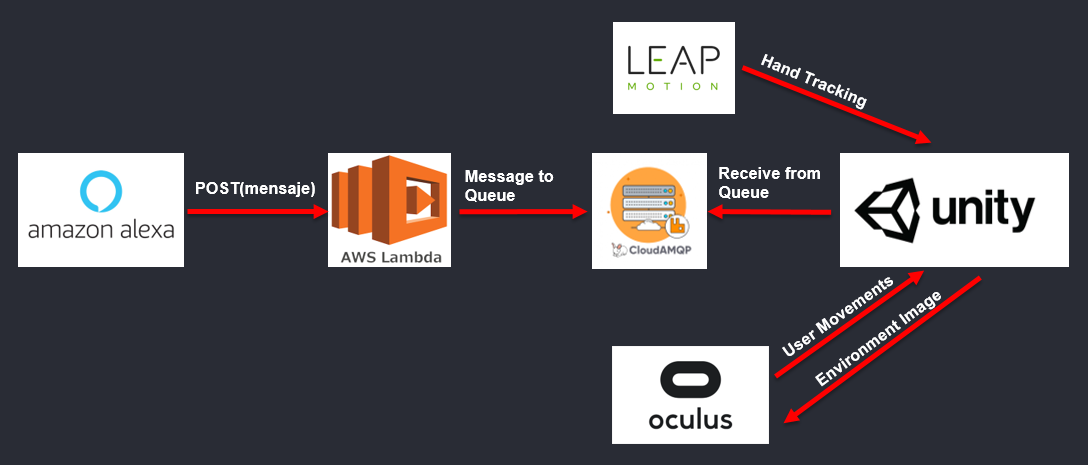 LEAP
MOTION
Hand Tracking
amazon alexa
POST(mensaje)
AWS Lambda
Message to
Queue
CloudAMQP
Receive from
Queue
unity
User Movements
Environment Image
oculus